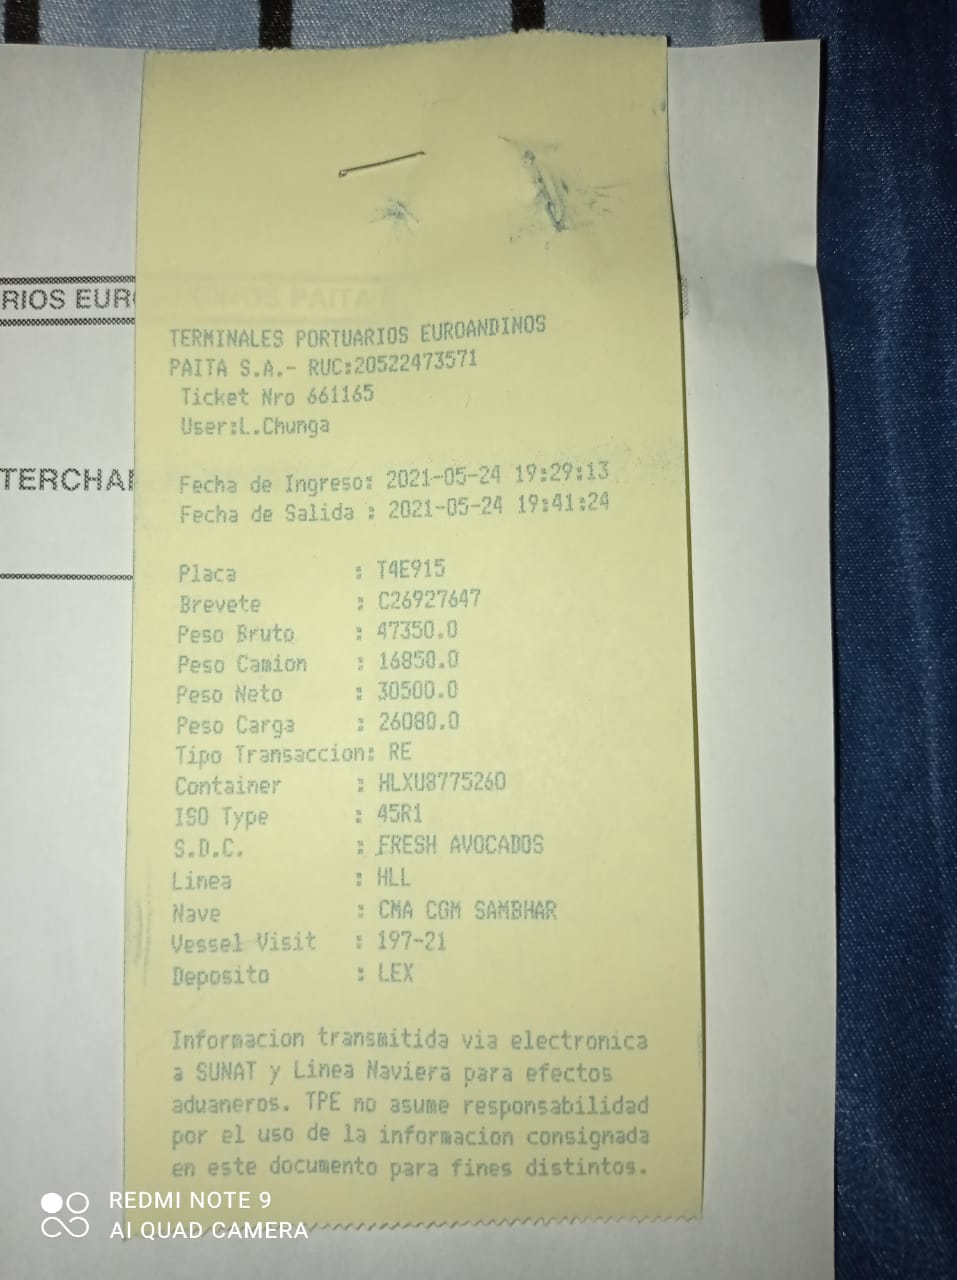 RIOS EUR
TERMINALES PORTUARIOS EUROANDINOS
PAITA S.A.- RUC:20522473571
Ticket Nro 661165
User:L.Chunga
TERCHA
Fecha de Ingreso: 2021-05-24 19:29:13
Fecha de Salida : 2021-05-24 19:41:24
Placa : T4E915
Brevete : C26927647
Peso Bruto : 47350.0
Peso Camion : 16850.0
Peso Neto : 30500.0
Peso Carga : 26080.0
Tipo Transaccion: RE
Container : HLXU8775260
ISO Type : 45R1
S.D.C. : FRESH AVOCADOS
Linea : HLL
Nave : CMA CGM SAMBHAR
Vessel Visit : 197-21
Deposito : LEX
Informacion transmitida via electronica
a SUNAT y Linea Naviera para efectos
aduaneros. TPE no asume responsabilidad
por el uso de la informacion consignada
en este documento para fines distintos.
REDMI NOTE 9
AI QUAD CAMERA